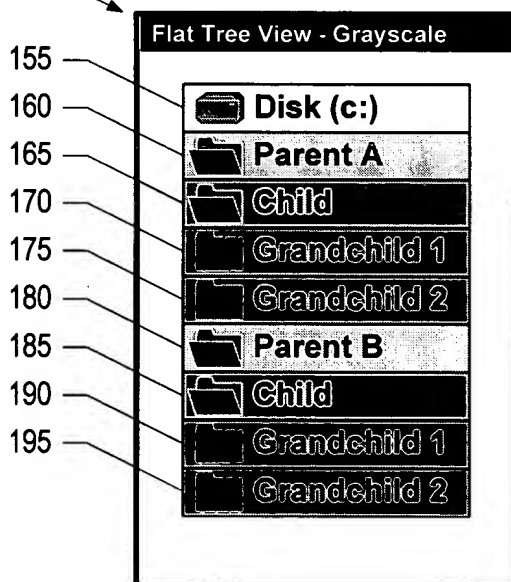 Flat Tree View - Grayscale
155 Disk (c:)
160 Parent A
165 Child
170 Grandchild 1
175 Grandchild 2
180 Parent B
185 Child
190 Grandchild 1
195 Grandchild 2